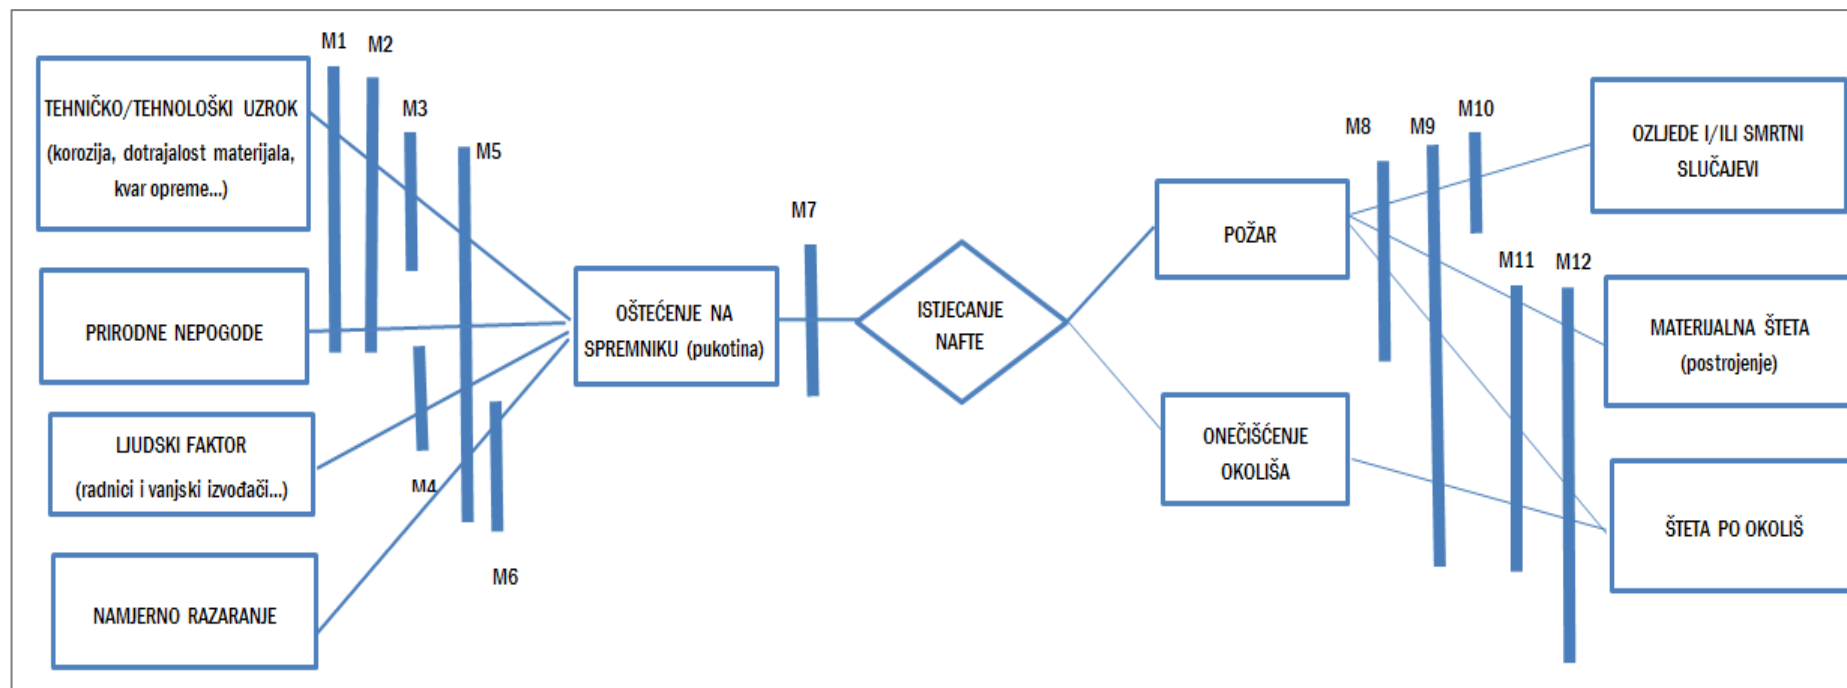 M1
M2
TEHNIČKO/TEHNOLOŠKI UZROK
(korozija, dotrajalost materijala,
kvar opreme...)
M3
M5
PRIRODNE NEPOGODE
LJUDSKI FAKTOR
(radnici i vanjski izvođači...)
M4
NAMJERNO RAZARANJE
M6
OŠTEĆENJE NA
SPREMNIKU (pukotina)
M7
ISTJECANJE
NAFTE
POŽAR
ONEČIŠĆENJE
OKOLIŠA
M8
M9
M10
M11
M12
OZLJEDE I/ILI SMRTNI
SLUČAJEVI
MATERIJALNA ŠTETA
(postrojenje)
ŠTETA PO OKOLIŠ